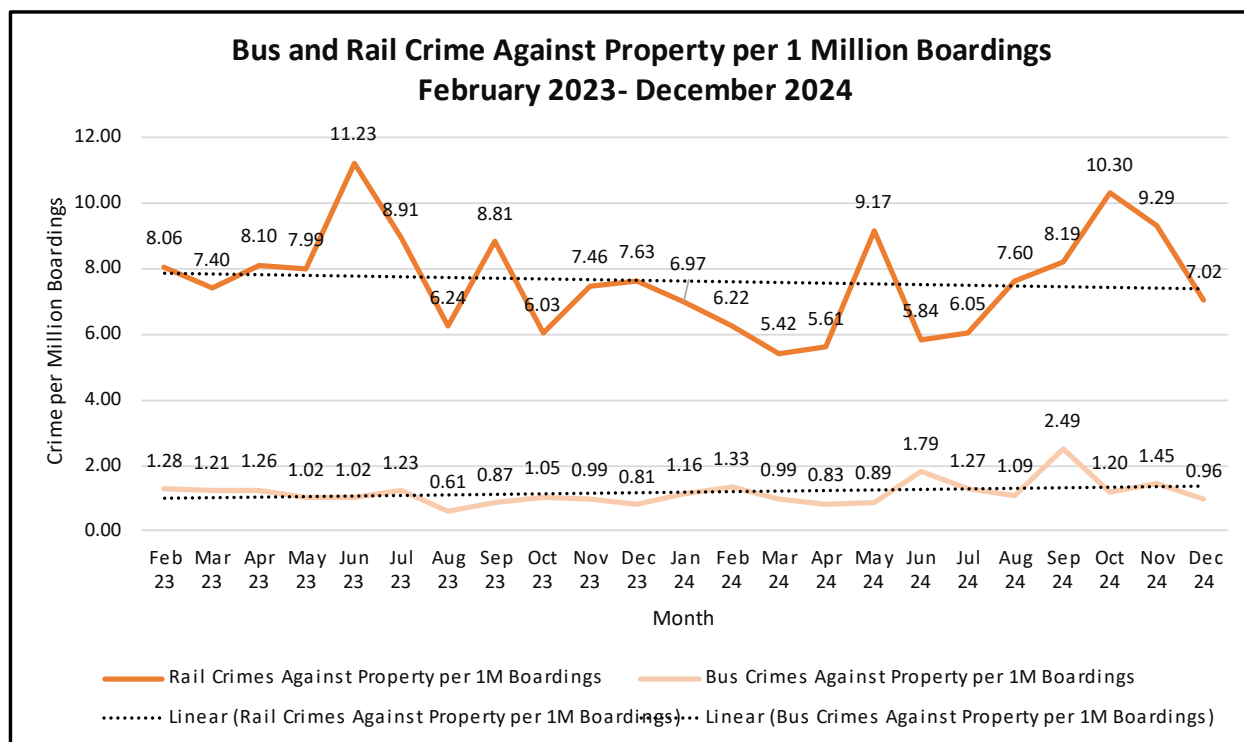 Bus and Rail Crime Against Property per 1 Million Boardings
February 2023- December 2024
Crime per Million Boardings
12.00
10.00
8.00
6.00
4.00
2.00
0.00
8.06 7.40 8.10 7.99 11.23 8.91 6.24 8.81 6.03 7.46 7.63 6.97 6.22 5.42 5.61 9.17 5.84 6.05 7.60 8.19 10.30 9.29 7.02
1.28 1.21 1.26 1.02 1.02 1.23 0.61 0.87 1.05 0.99 0.81 1.16 1.33 0.99 0.83 0.89 1.79 1.27 1.09 2.49 1.20 1.45 0.96
Feb Mar Apr May Jun Jul Aug Sep Oct Nov Dec Jan Feb Mar Apr May Jun Jul Aug Sep Oct Nov Dec
23 23 23 23 23 23 23 23 23 23 23 24 24 24 24 24 24 24 24 24 24 24 24
Month
Rail Crimes Against Property per 1M Boardings Bus Crimes Against Property per 1M Boardings
Linear (Rail Crimes Against Property per 1M Boardings) Linear (Bus Crimes Against Property per 1M Boardings)